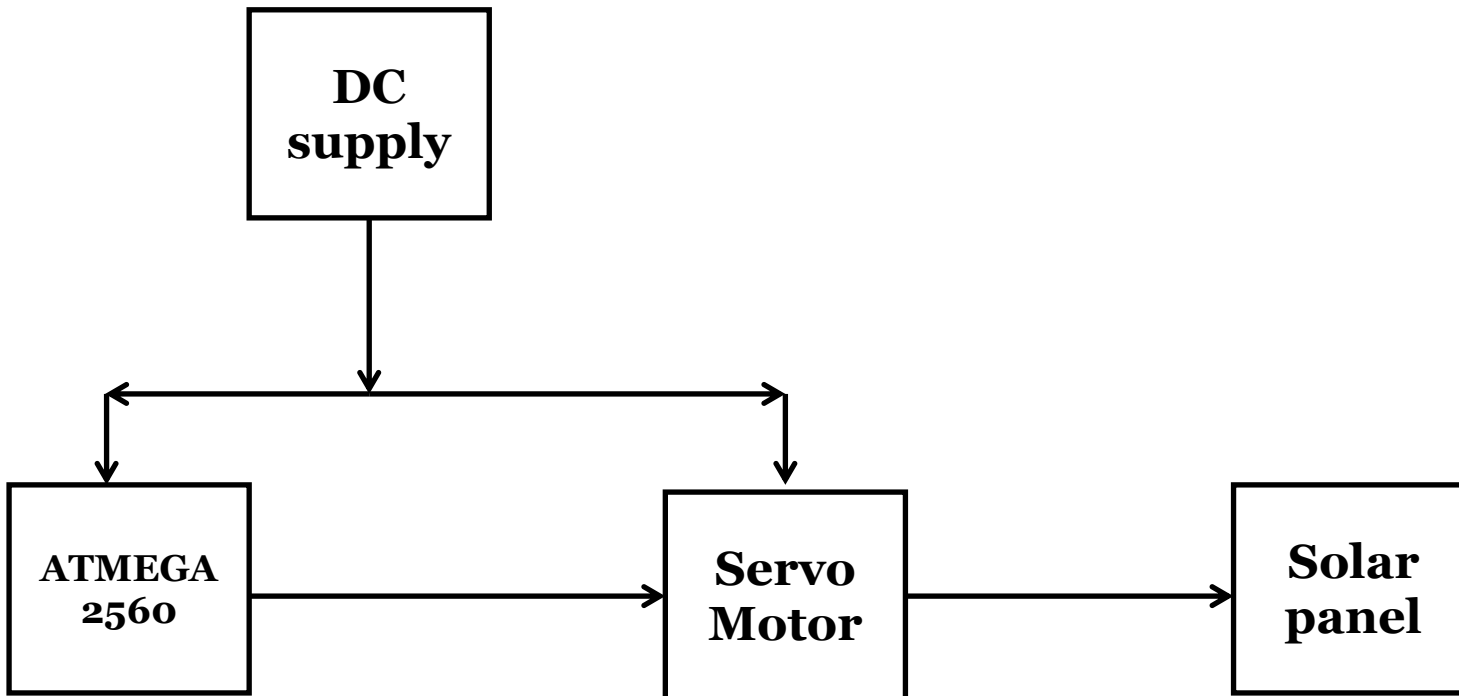 DC
supply
ATMEGA
2560
Servo
Motor
Solar
panel